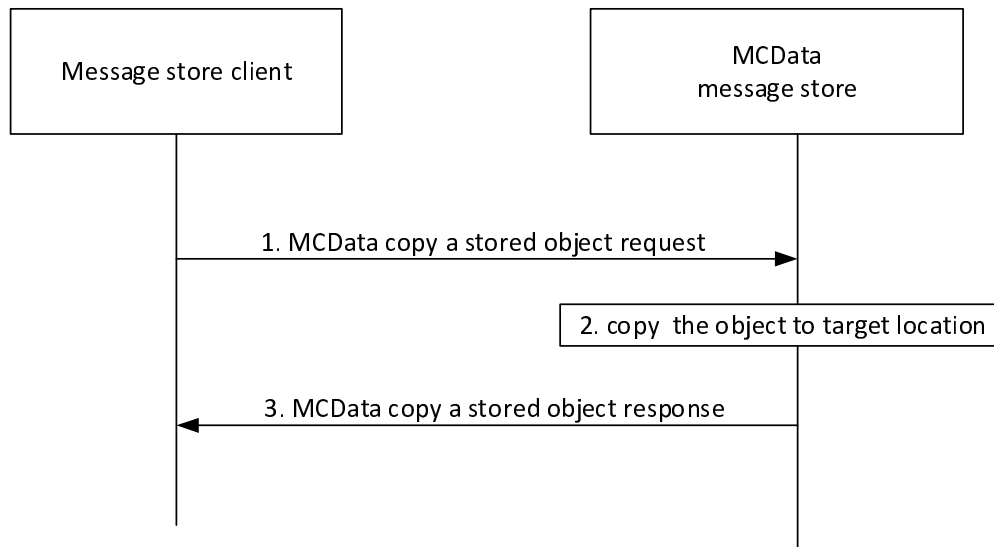 Message store client
MCData
message store
1. MCData copy a stored object request
2. copy  the object to target location
3. MCData copy a stored object response